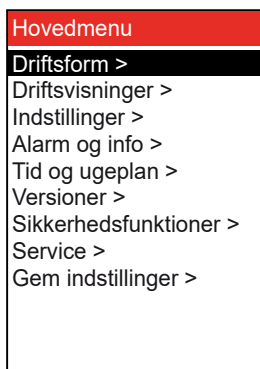 Hovedmenu
Driftsform >
Driftsvisninger >
Indstillinger >
Alarm og info >
Tid og ugeplan >
Versioner >
Sikkerhedsfunktioner >
Service >
Gem indstillinger >